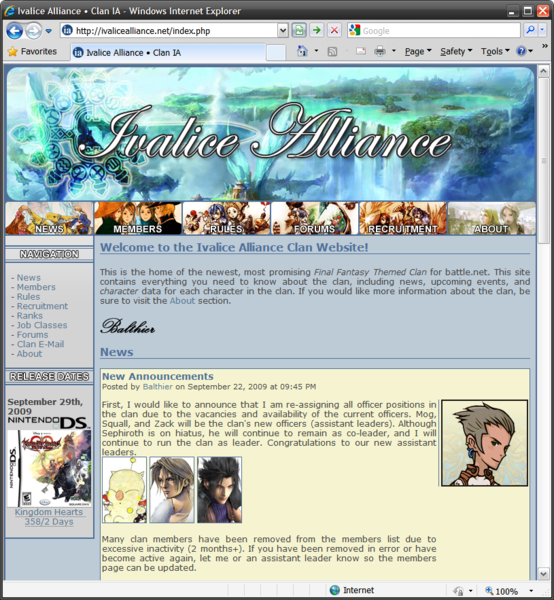 Ivalice Alliance • Clan IA - Windows Internet Explorer
http://ivalicealliance.net/index.php
Google
Favorites
Ivalice Alliance • Clan IA
Page
Safety
Tools
Ivalice Alliance
NEWS
MEMBERS
RULES
FORUMS
RECRUITMENT
ABOUT
NAVIGATION
- News
- Members
- Rules
- Recruitment
- Ranks
- Job Classes
- Forums
- Clan E-Mail
- About
RELEASE DATES
September 29th,
2009
NINTENDO DS
NINTENDO DS
Kingdom Hearts
358/2 Days
Welcome to the Ivalice Alliance Clan Website!
This is the home of the newest, most promising Final Fantasy Themed Clan for battle.net. This site
contains everything you need to know about the clan, including news, upcoming events, and
character data for each character in the clan. If you would like more information about the clan, be
sure to visit the About section.
Balthier
News
New Announcements
Posted by Balthier on September 22, 2009 at 09:45 PM
First, I would like to announce that I am re-assigning all officer positions in
the clan due to the vacancies and availability of the current officers. Mog,
Squall, and Zack will be the clan's new officers (assistant leaders). Although
Sephiroth is on hiatus, he will continue to remain as co-leader, and I will
continue to run the clan as leader. Congratulations to our new assistant
leaders.
Many clan members have been removed from the members list due to
excessive inactivity (2 months+). If you have been removed in error or have
become active again, let me or an assistant leader know so the members
page can be updated.
Internet
100%